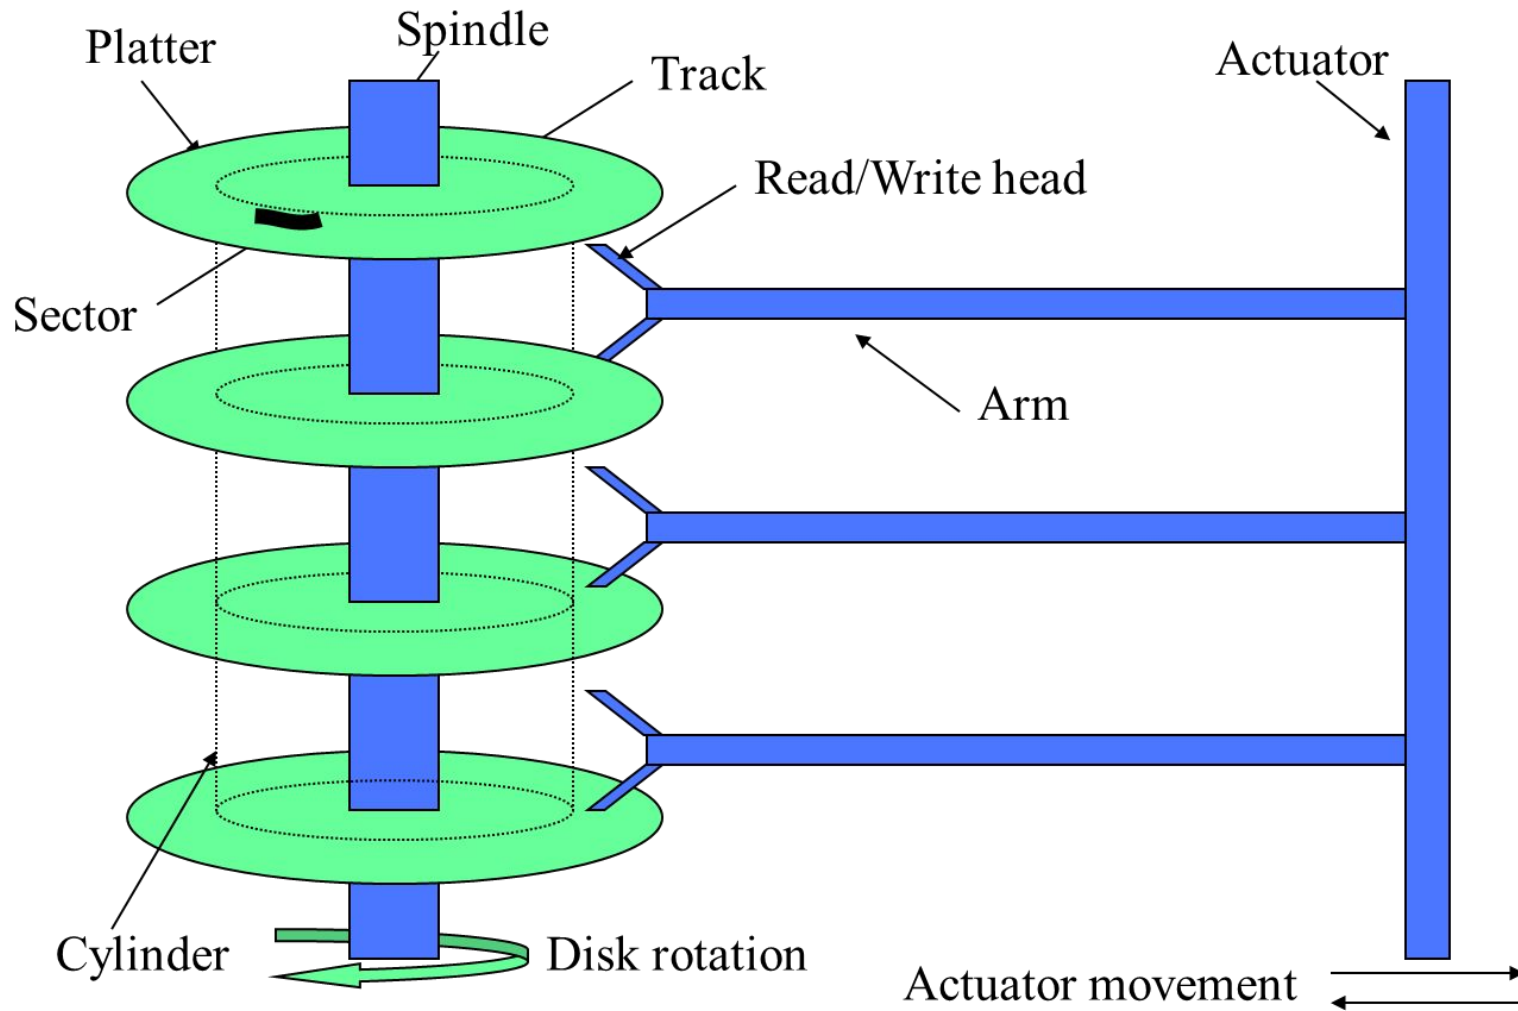 Spindle
Platter
Track
Actuator
Read/Write head
Sector
Arm
Cylinder
Disk rotation
Actuator movement